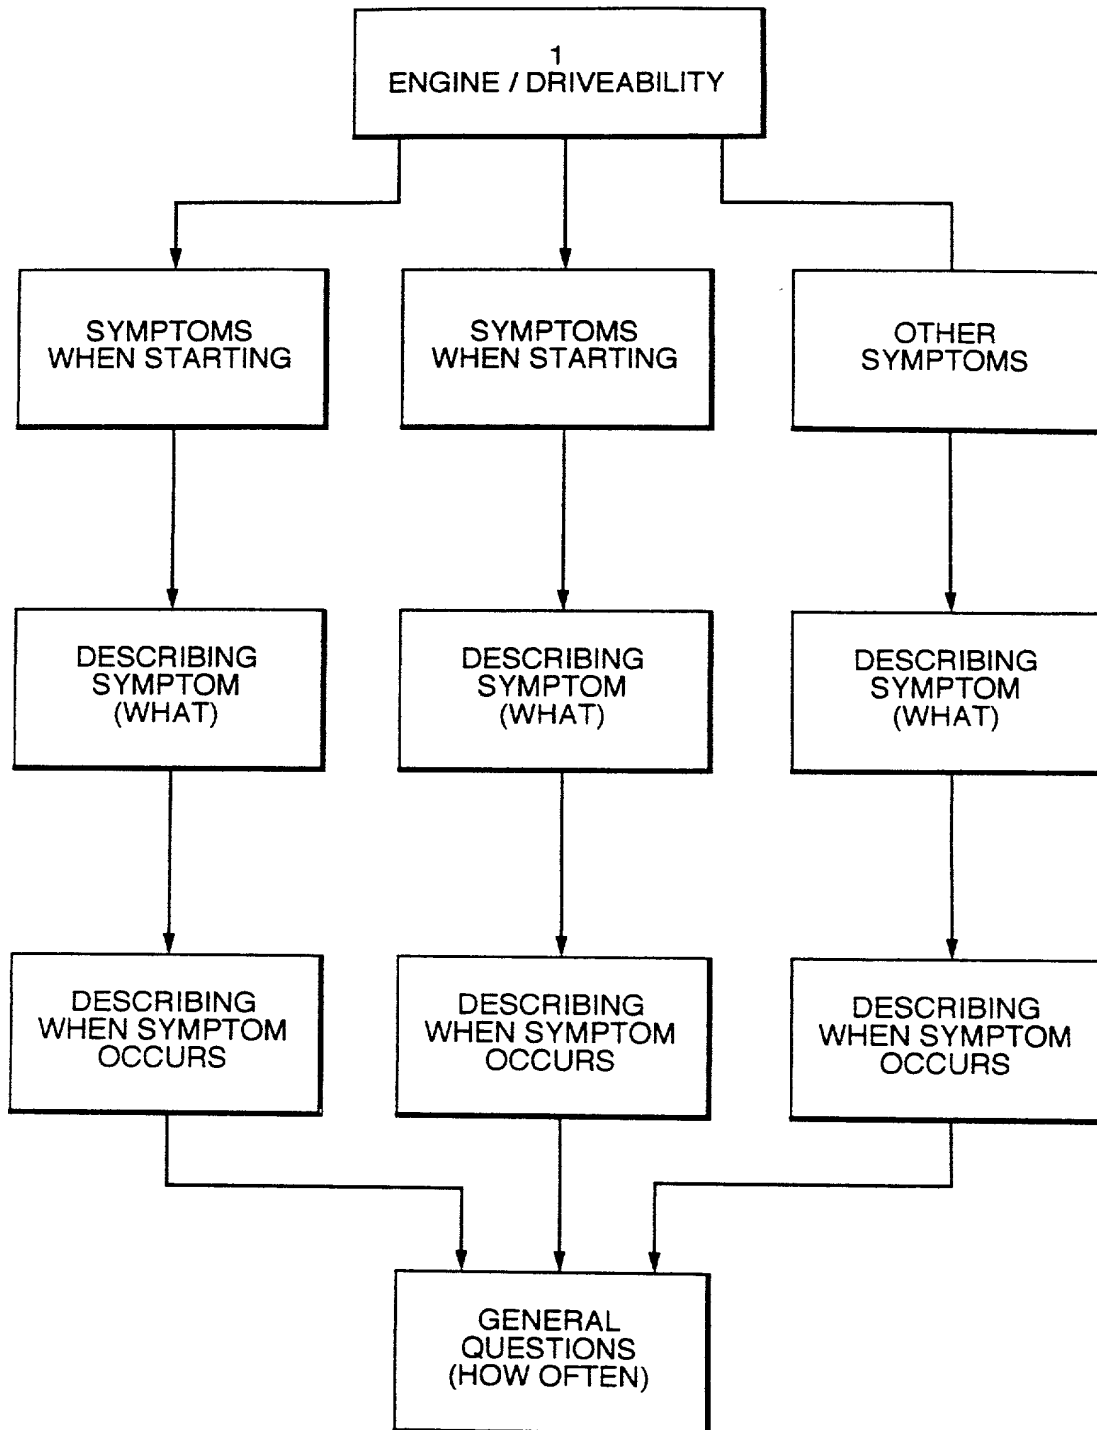 1
ENGINE / DRIVEABILITY
SYMPTOMS
WHEN STARTING
SYMPTOMS
WHEN STARTING
OTHER
SYMPTOMS
DESCRIBING
SYMPTOM
(WHAT)
DESCRIBING
SYMPTOM
(WHAT)
DESCRIBING
SYMPTOM
(WHAT)
DESCRIBING
WHEN SYMPTOM
OCCURS
DESCRIBING
WHEN SYMPTOM
OCCURS
DESCRIBING
WHEN SYMPTOM
OCCURS
GENERAL
QUESTIONS
(HOW OFTEN)